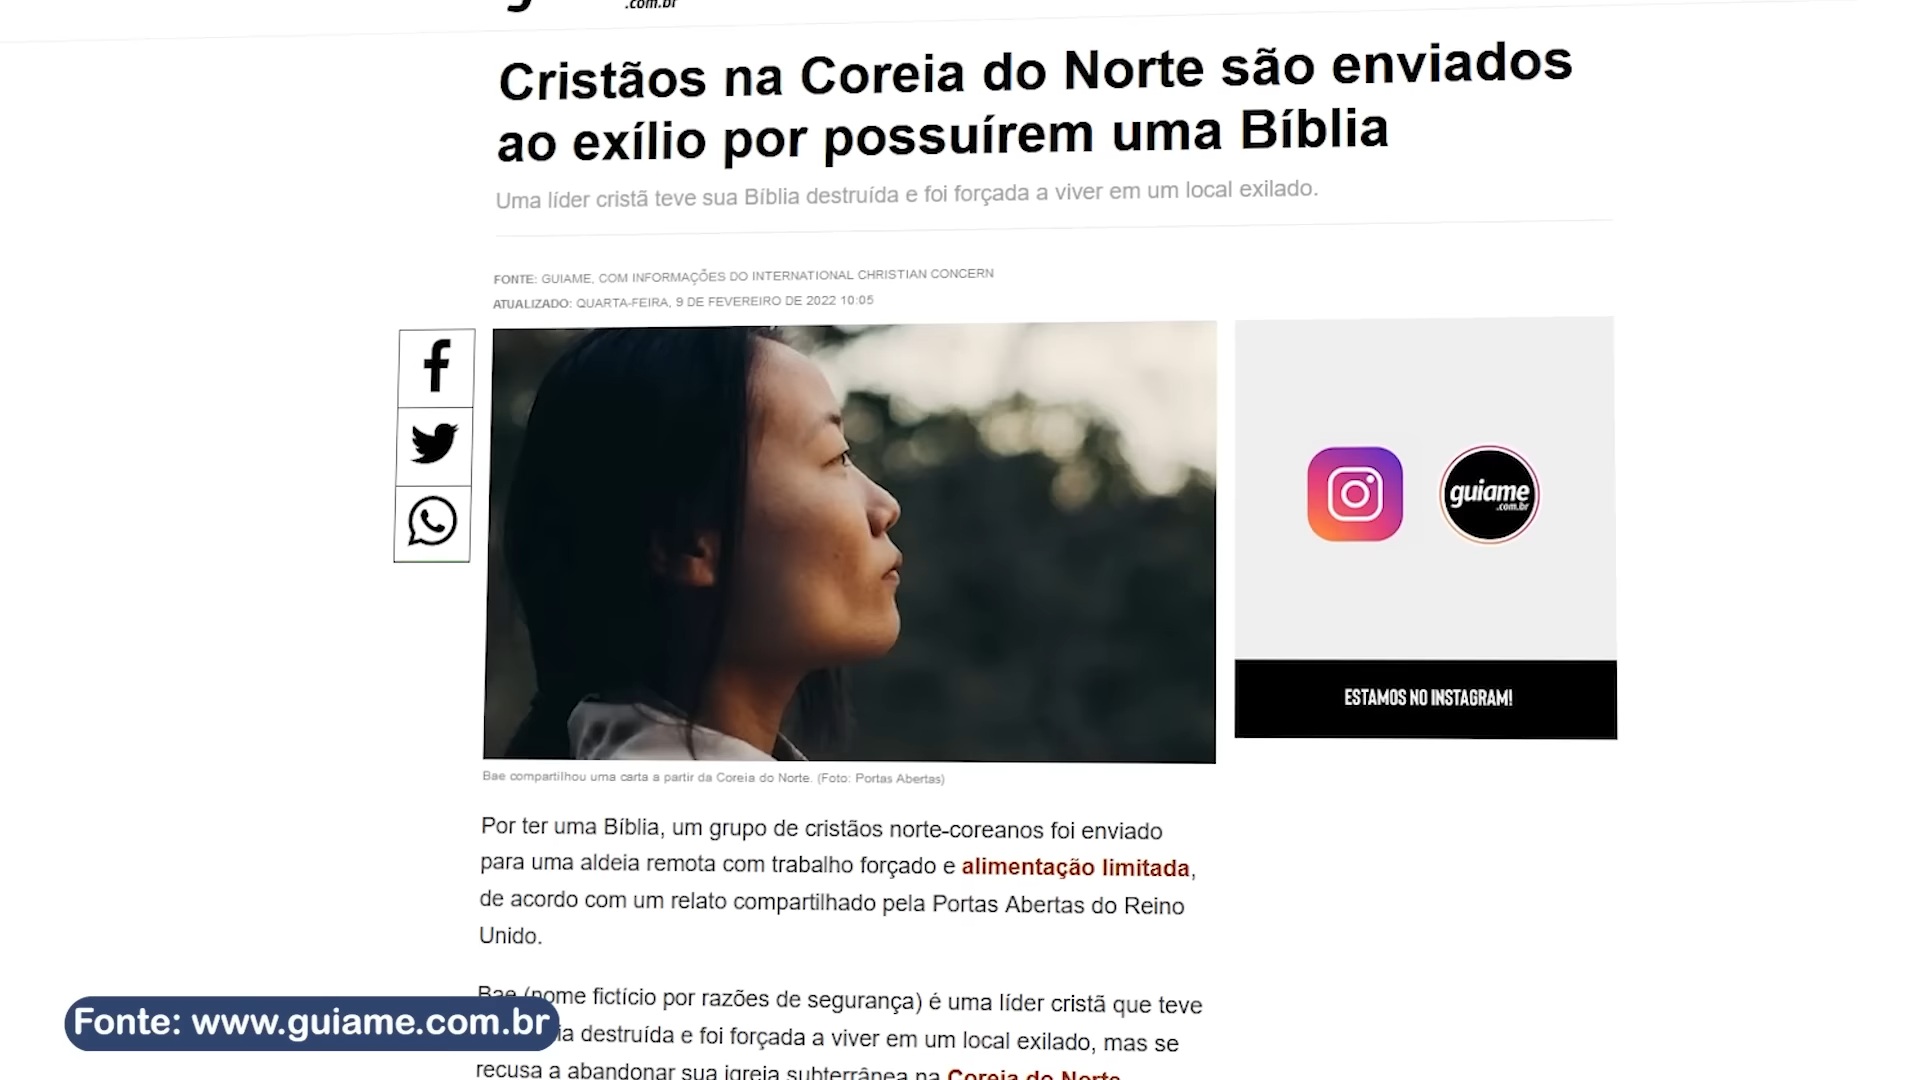 .com.br
Cristãos na Coreia do Norte são enviados
ao exílio por possuírem uma Bíblia
Uma líder cristã teve sua Bíblia destruída e foi forçada a viver em um local exilado.
FONTE: GUIAME, COM INFORMAÇÕES DO INTERNATIONAL CHRISTIAN CONCERN
ATUALIZADO: QUARTA-FEIRA, 9 DE FEVEREIRO DE 2022 10:05
guiame
.com.br
ESTAMOS NO INSTAGRAM!
Bae compartilhou uma carta a partir da Coreia do Norte. (Foto: Portas Abertas)
Por ter uma Bíblia, um grupo de cristãos norte-coreanos foi enviado
para uma aldeia remota com trabalho forçado e alimentação limitada,
de acordo com um relato compartilhado pela Portas Abertas do Reino
Unido.
Bae (nome fictício por razões de segurança) é uma líder cristã que teve
destruída e foi forçada a viver em um local exilado, mas se
recusa a abandonar sua igreja subterrânea na Coreia do Norte
Fonte: www.guiame.com.br